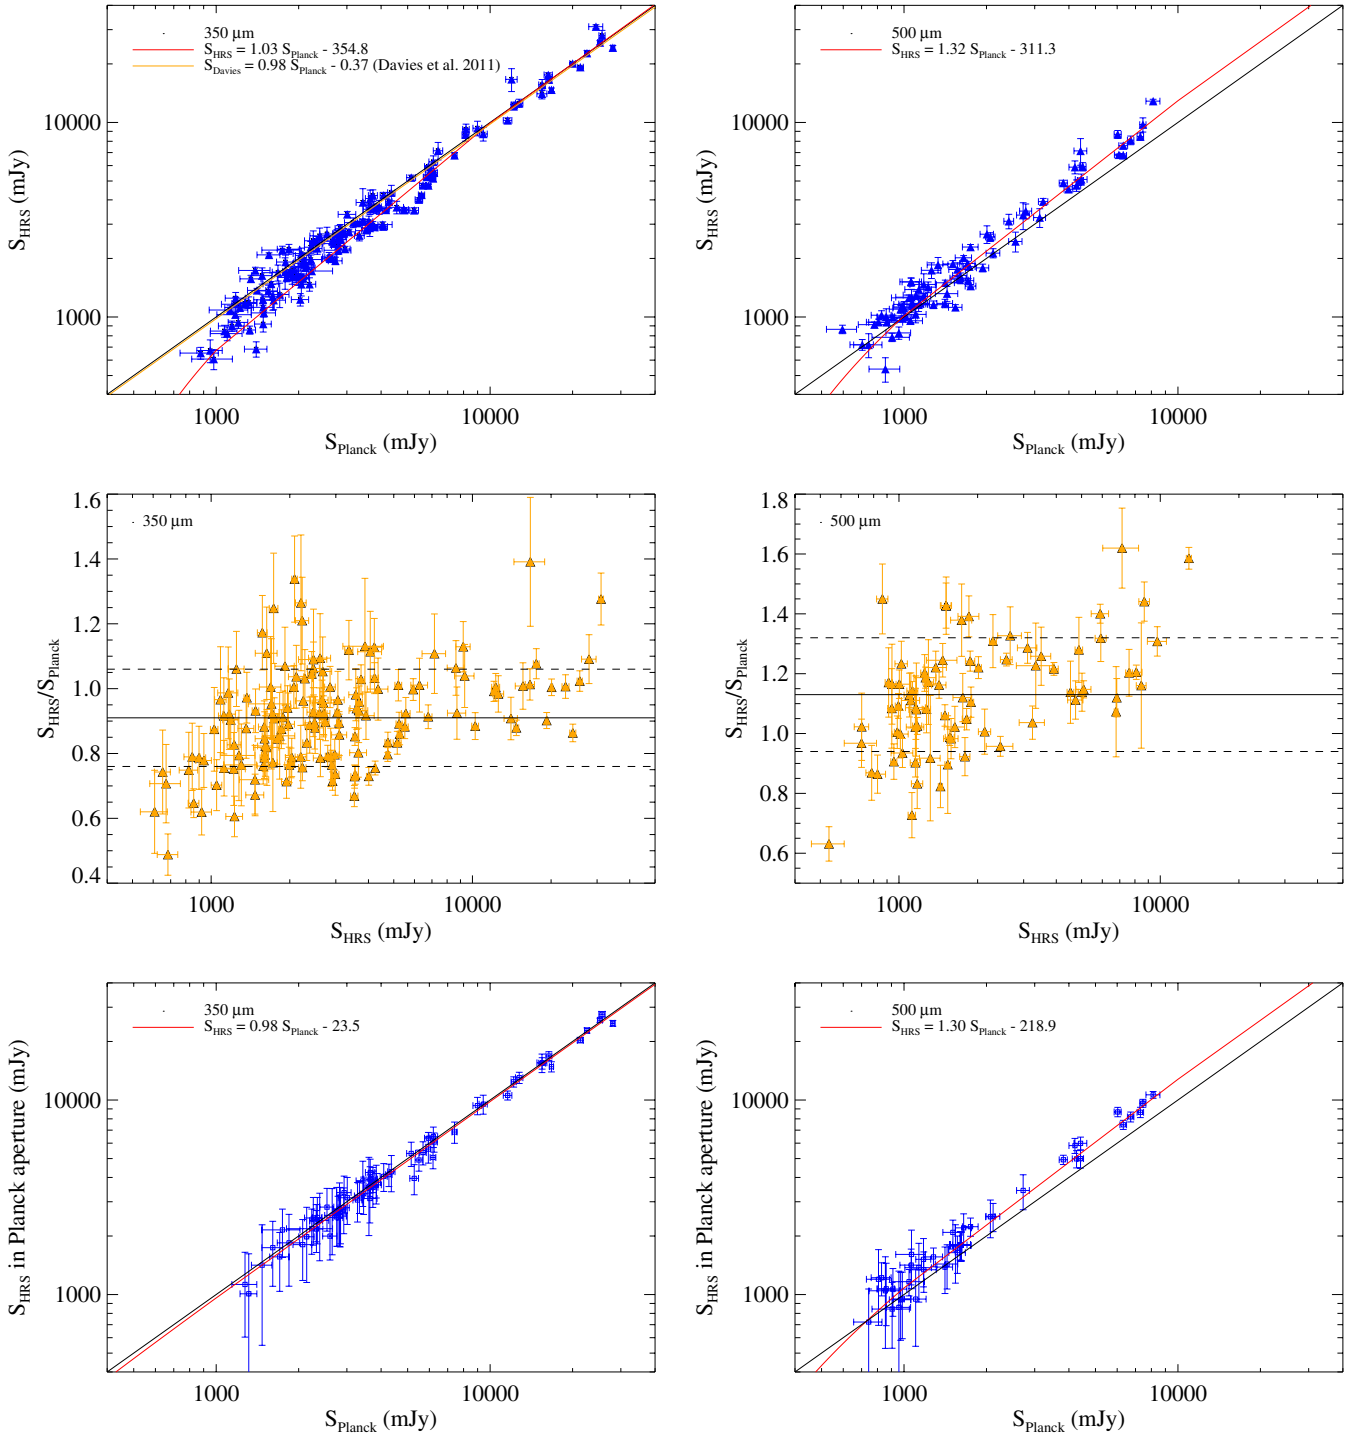 350 μm
S_HRS = 1.03 S_Planck - 354.8
S_Davies = 0.98 S_Planck - 0.37 (Davies et al. 2011)
10000
1000
S_HRS (mJy)
1000 10000
S_Planck (mJy)
500 μm
S_HRS = 1.32 S_Planck - 311.3
10000
1000
S_HRS (mJy)
1000 10000
S_Planck (mJy)
350 μm
1.6
1.4
1.2
1.0
0.8
0.6
0.4
S_HRS/S_Planck
1000 10000
S_HRS (mJy)
500 μm
1.8
1.6
1.4
1.2
1.0
0.8
0.6
S_HRS/S_Planck
1000 10000
S_HRS (mJy)
350 μm
S_HRS = 0.98 S_Planck - 23.5
10000
1000
S_HRS in Planck aperture (mJy)
1000 10000
S_Planck (mJy)
500 μm
S_HRS = 1.30 S_Planck - 218.9
10000
1000
S_HRS in Planck aperture (mJy)
1000 10000
S_Planck (mJy)